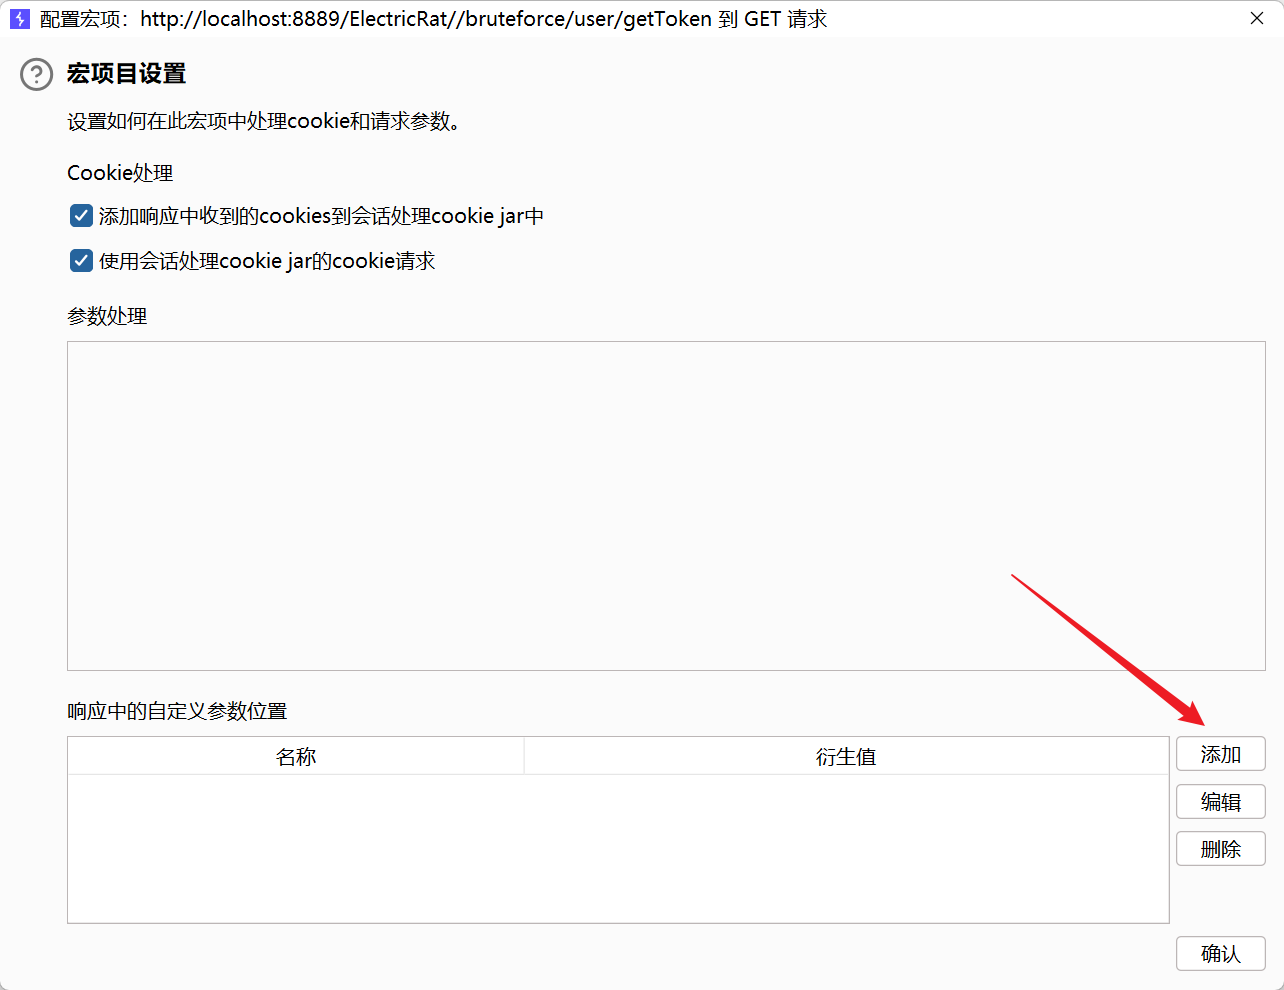 配置宏项：http://localhost:8889/ElectricRat//bruteforce/user/getToken 到 GET 请求
宏项目设置
设置如何在此宏项中处理cookie和请求参数。
Cookie处理
添加响应中收到的cookies到会话处理cookie jar中
使用会话处理cookie jar的cookie请求
参数处理
响应中的自定义参数位置
名称
衍生值
添加
编辑
删除
确认